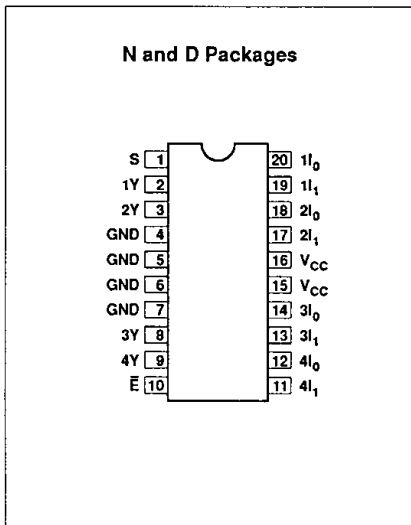 N and D Packages
S 1 20 1I₀
1Y 2 19 1I₁
2Y 3 18 2I₀
GND 4 17 2I₁
GND 5 16 V_CC
GND 6 15 V_CC
GND 7 14 3I₀
3Y 8 13 3I₁
4Y 9 12 4I₀
E̅ 10 11 4I₁